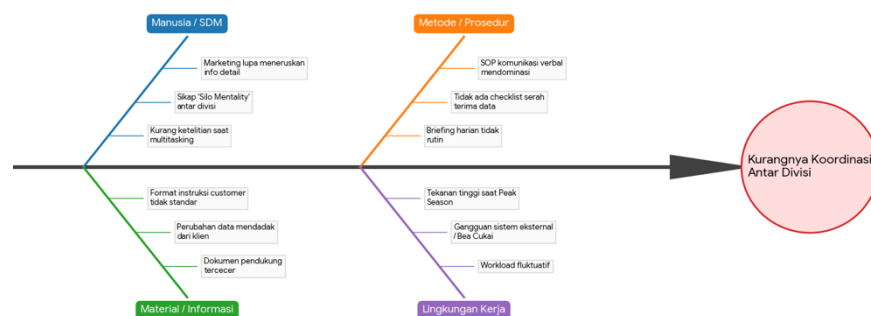 Manusia / SDM
Marketing lupa meneruskan
info detail
Sikap 'Silo Mentality'
antar divisi
Kurang ketelitian saat
multitasking
Metode / Prosedur
SOP komunikasi verbal
mendominasi
Tidak ada checklist serah
terima data
Briefing harian tidak
rutin
Kurangnya Koordinasi
Antar Divisi
Format instruksi customer
tidak standar
Perubahan data mendadak
dari klien
Dokumen pendukung
tercecer
Material / Informasi
Tekanan tinggi saat Peak
Season
Gangguan sistem eksternal
/ Bea Cukai
Workload fluktuatif
Lingkungan Kerja